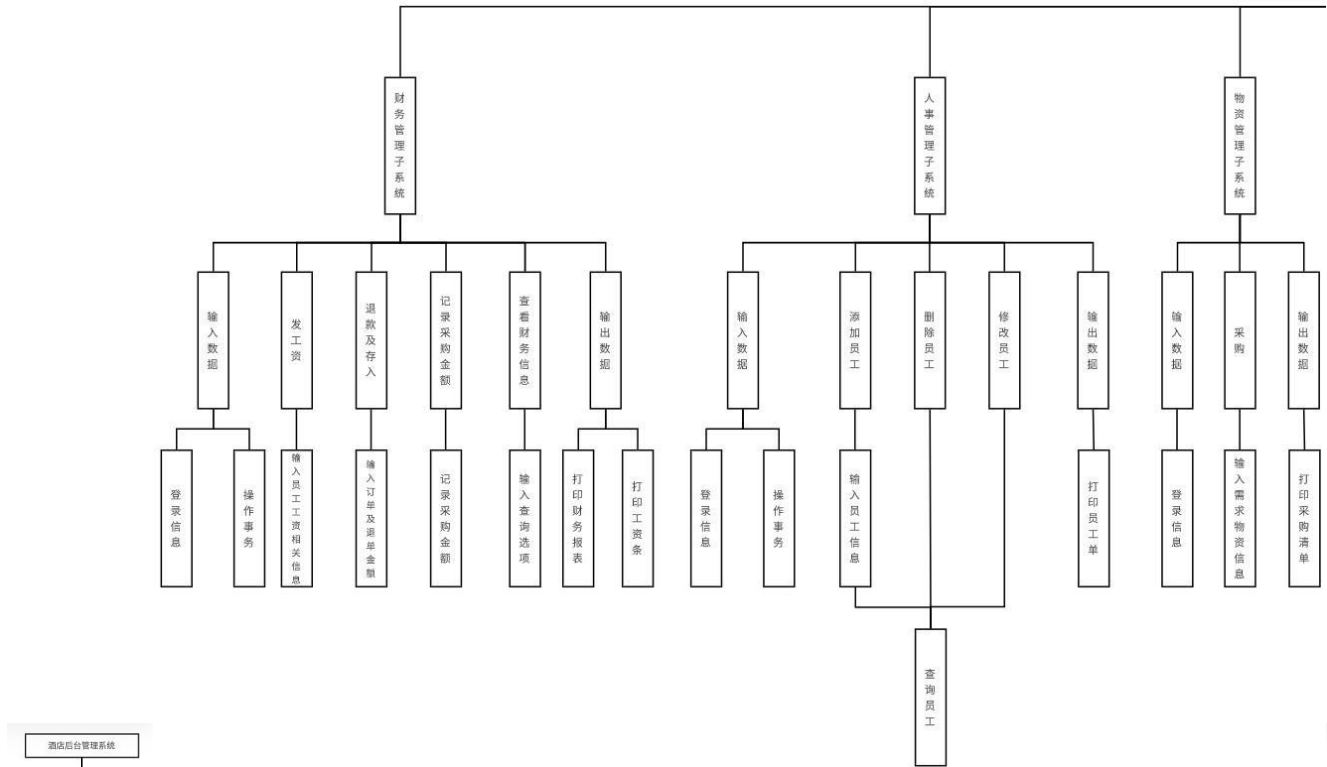 财务管理子系统
人事管理子系统
物资管理子系统
输入数据
发工资
退款及存入
记录采购金额
查看财务信息
输出数据
输入数据
添加员工
删除员工
修改员工
输出数据
输入数据
采购
输出数据
登录信息
操作事务
输入员工工资相关信息
输入订单及退单金额
记录采购金额
输入查询选项
打印财务报表
打印工资条
登录信息
操作事务
输入员工信息
打印员工单
登录信息
输入需求物资信息
打印采购清单
查询员工
酒店后台管理系统